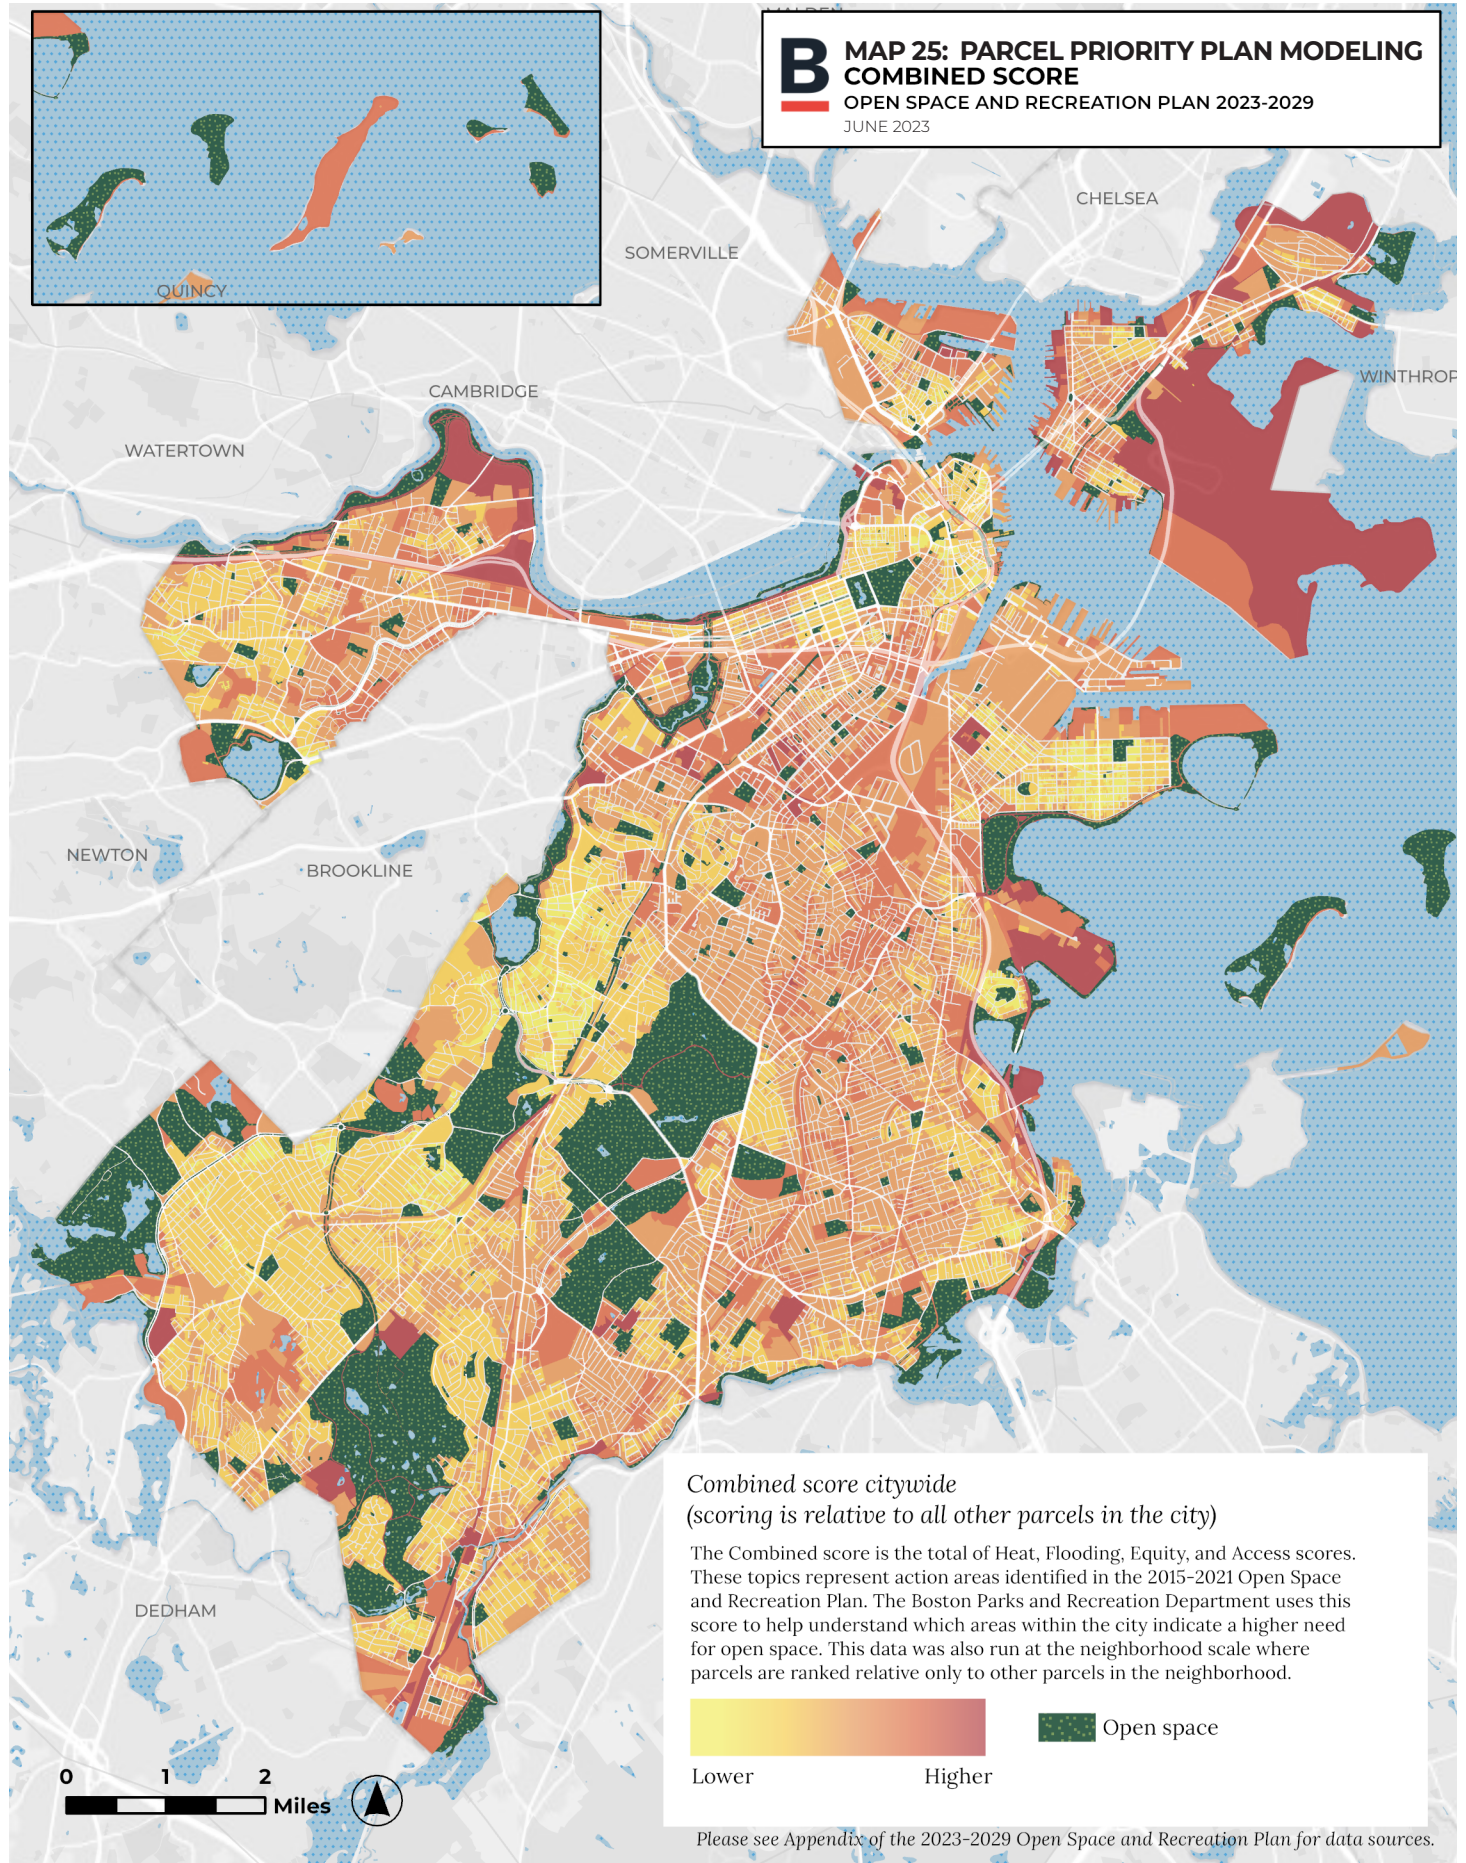 MALDEN
B
MAP 25: PARCEL PRIORITY PLAN MODELING
COMBINED SCORE
OPEN SPACE AND RECREATION PLAN 2023-2029
JUNE 2023
QUINCY
CHELSEA
SOMERVILLE
WINTHROP
CAMBRIDGE
WATERTOWN
NEWTON
BROOKLINE
DEDHAM
Combined score citywide
(scoring is relative to all other parcels in the city)
The Combined score is the total of Heat, Flooding, Equity, and Access scores.
These topics represent action areas identified in the 2015-2021 Open Space
and Recreation Plan. The Boston Parks and Recreation Department uses this
score to help understand which areas within the city indicate a higher need
for open space. This data was also run at the neighborhood scale where
parcels are ranked relative only to other parcels in the neighborhood.
Open space
Lower Higher
0 1 2
Miles
Please see Appendix of the 2023-2029 Open Space and Recreation Plan for data sources.